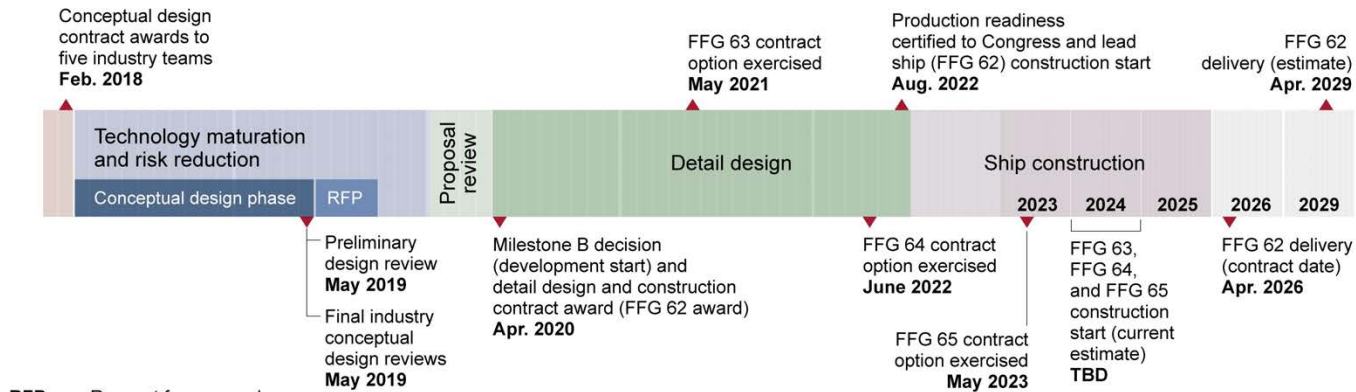 Conceptual design
contract awards to
five industry teams
Feb. 2018
FFG 63 contract
option exercised
May 2021
Production readiness
certified to Congress and lead
ship (FFG 62) construction start
Aug. 2022
FFG 62
delivery (estimate)
Apr. 2029
Technology maturation
and risk reduction
Conceptual design phase
RFP
Proposal
review
Detail design
Ship construction
2023
2024
2025
2026
2029
Preliminary
design review
May 2019
Final industry
conceptual
design reviews
May 2019
Milestone B decision
(development start) and
detail design and construction
contract award (FFG 62 award)
Apr. 2020
FFG 64 contract
option exercised
June 2022
FFG 65 contract
option exercised
May 2023
FFG 63,
FFG 64,
and FFG 65
construction
start (current
estimate)
TBD
FFG 62 delivery
(contract date)
Apr. 2026